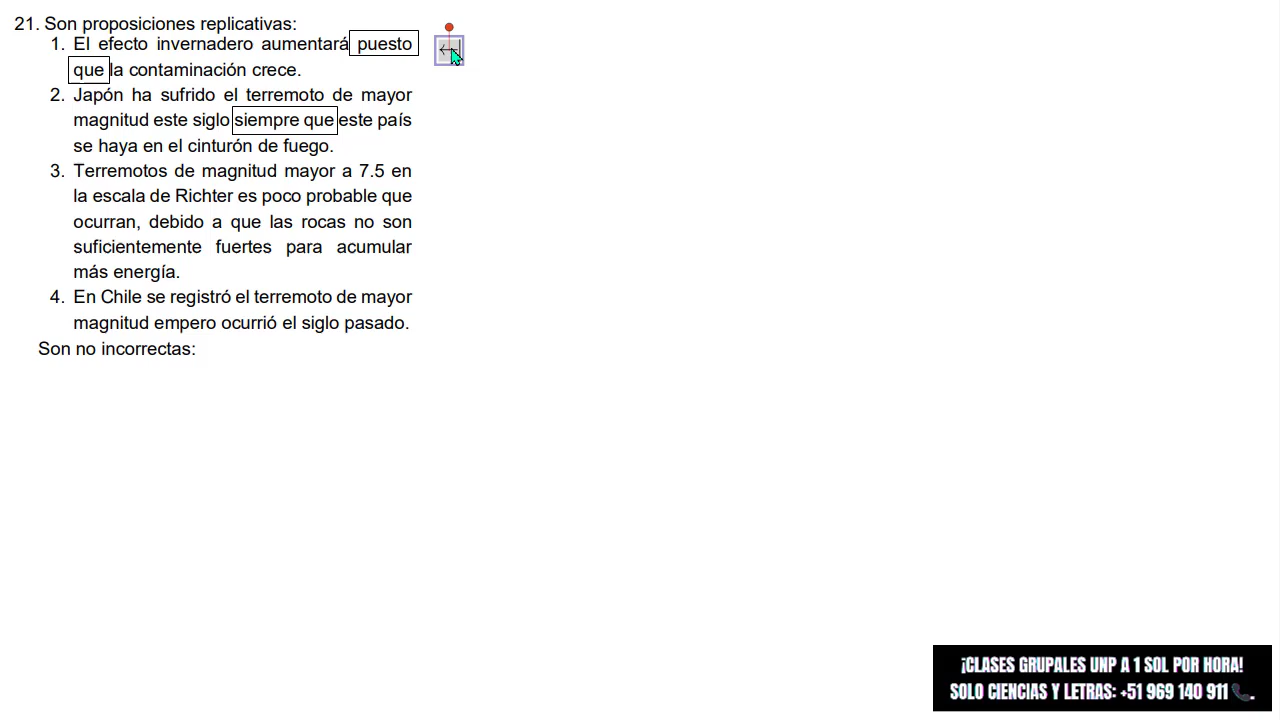 21. Son proposiciones replicativas:
1. El efecto invernadero aumentará puesto
que la contaminación crece.
2. Japón ha sufrido el terremoto de mayor
magnitud este siglo siempre que este país
se haya en el cinturón de fuego.
3. Terremotos de magnitud mayor a 7.5 en
la escala de Richter es poco probable que
ocurran, debido a que las rocas no son
suficientemente fuertes para acumular
más energía.
4. En Chile se registró el terremoto de mayor
magnitud empero ocurrió el siglo pasado.
Son no incorrectas:
←
¡CLASES GRUPALES UNP A 1 SOL POR HORA!
SOLO CIENCIAS Y LETRAS: +51 969 140 911 📞.